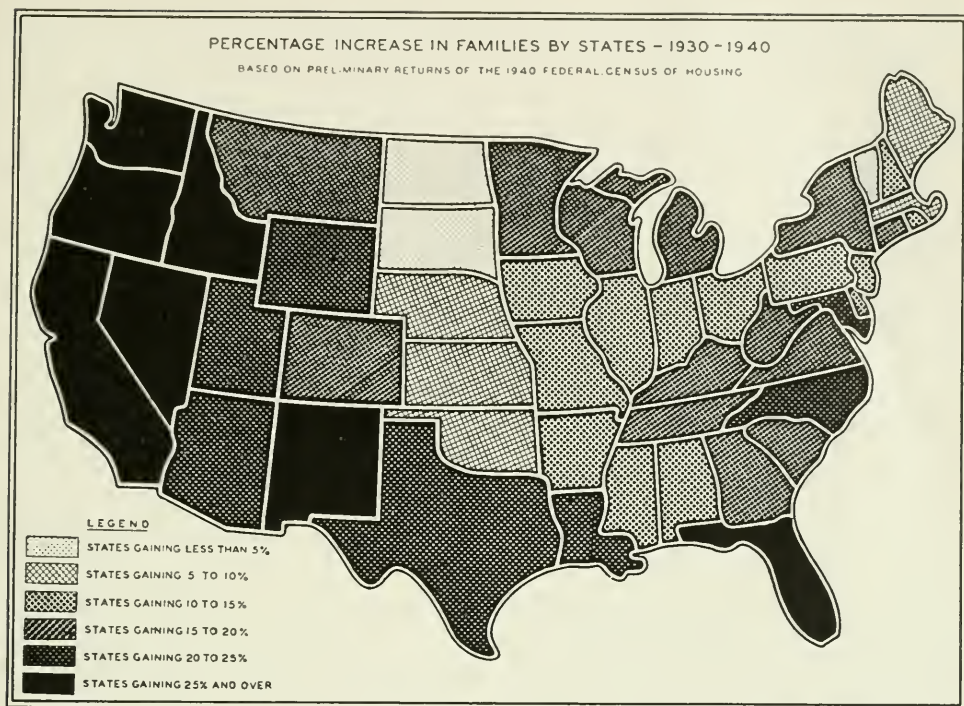 PERCENTAGE INCREASE IN FAMILIES BY STATES - 1930-1940
BASED ON PREL.MINARY RETURNS OF THE 1940 FEDERAL.CENSUS OF HOUSING
LEGEND
STATES GAINING LESS THAN 5%
STATES GAINING 5 TO 10%
STATES GAINING 10 TO 15%
STATES GAINING 15 TO 20%
STATES GAINING 20 TO 25%
STATES GAINING 25% AND OVER